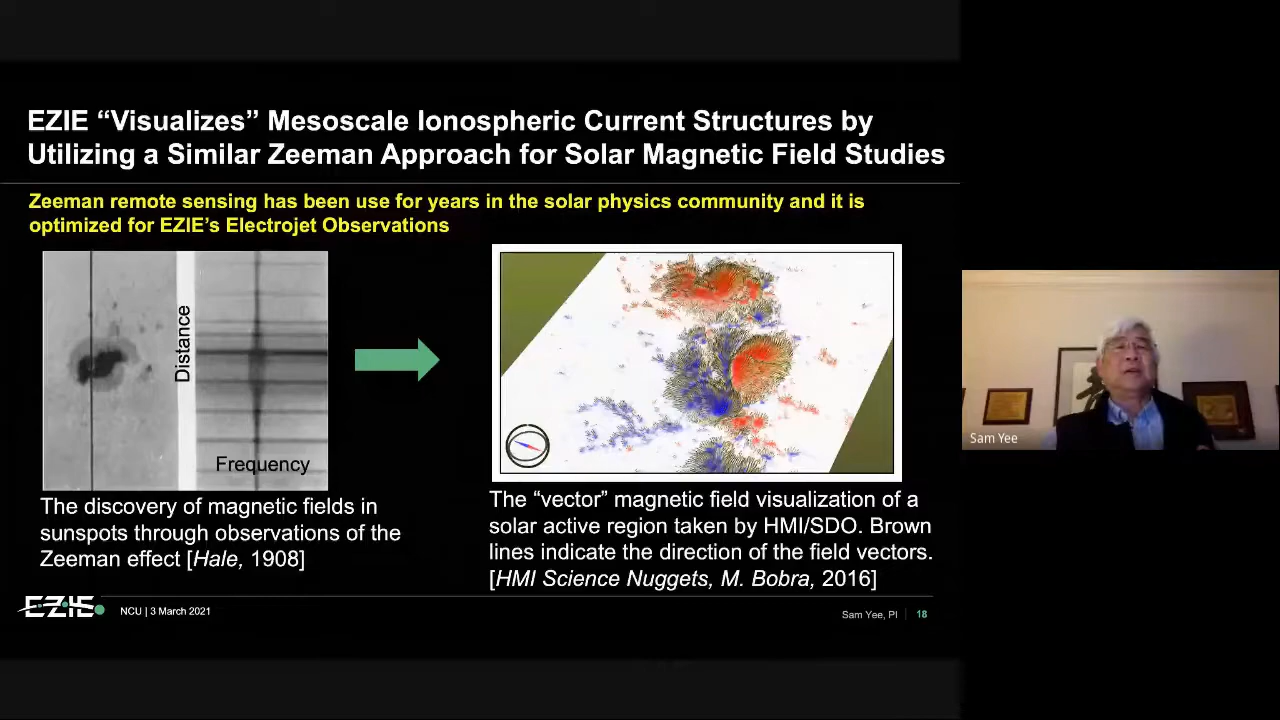 EZIE “Visualizes” Mesoscale Ionospheric Current Structures by
Utilizing a Similar Zeeman Approach for Solar Magnetic Field Studies
Zeeman remote sensing has been use for years in the solar physics community and it is
optimized for EZIE’s Electrojet Observations
Distance
Frequency
The discovery of magnetic fields in
sunspots through observations of the
Zeeman effect [Hale, 1908]
The “vector” magnetic field visualization of a
solar active region taken by HMI/SDO. Brown
lines indicate the direction of the field vectors.
[HMI Science Nuggets, M. Bobra, 2016]
EZIE
NCU | 3 March 2021
Sam Yee, PI | 18
Sam Yee